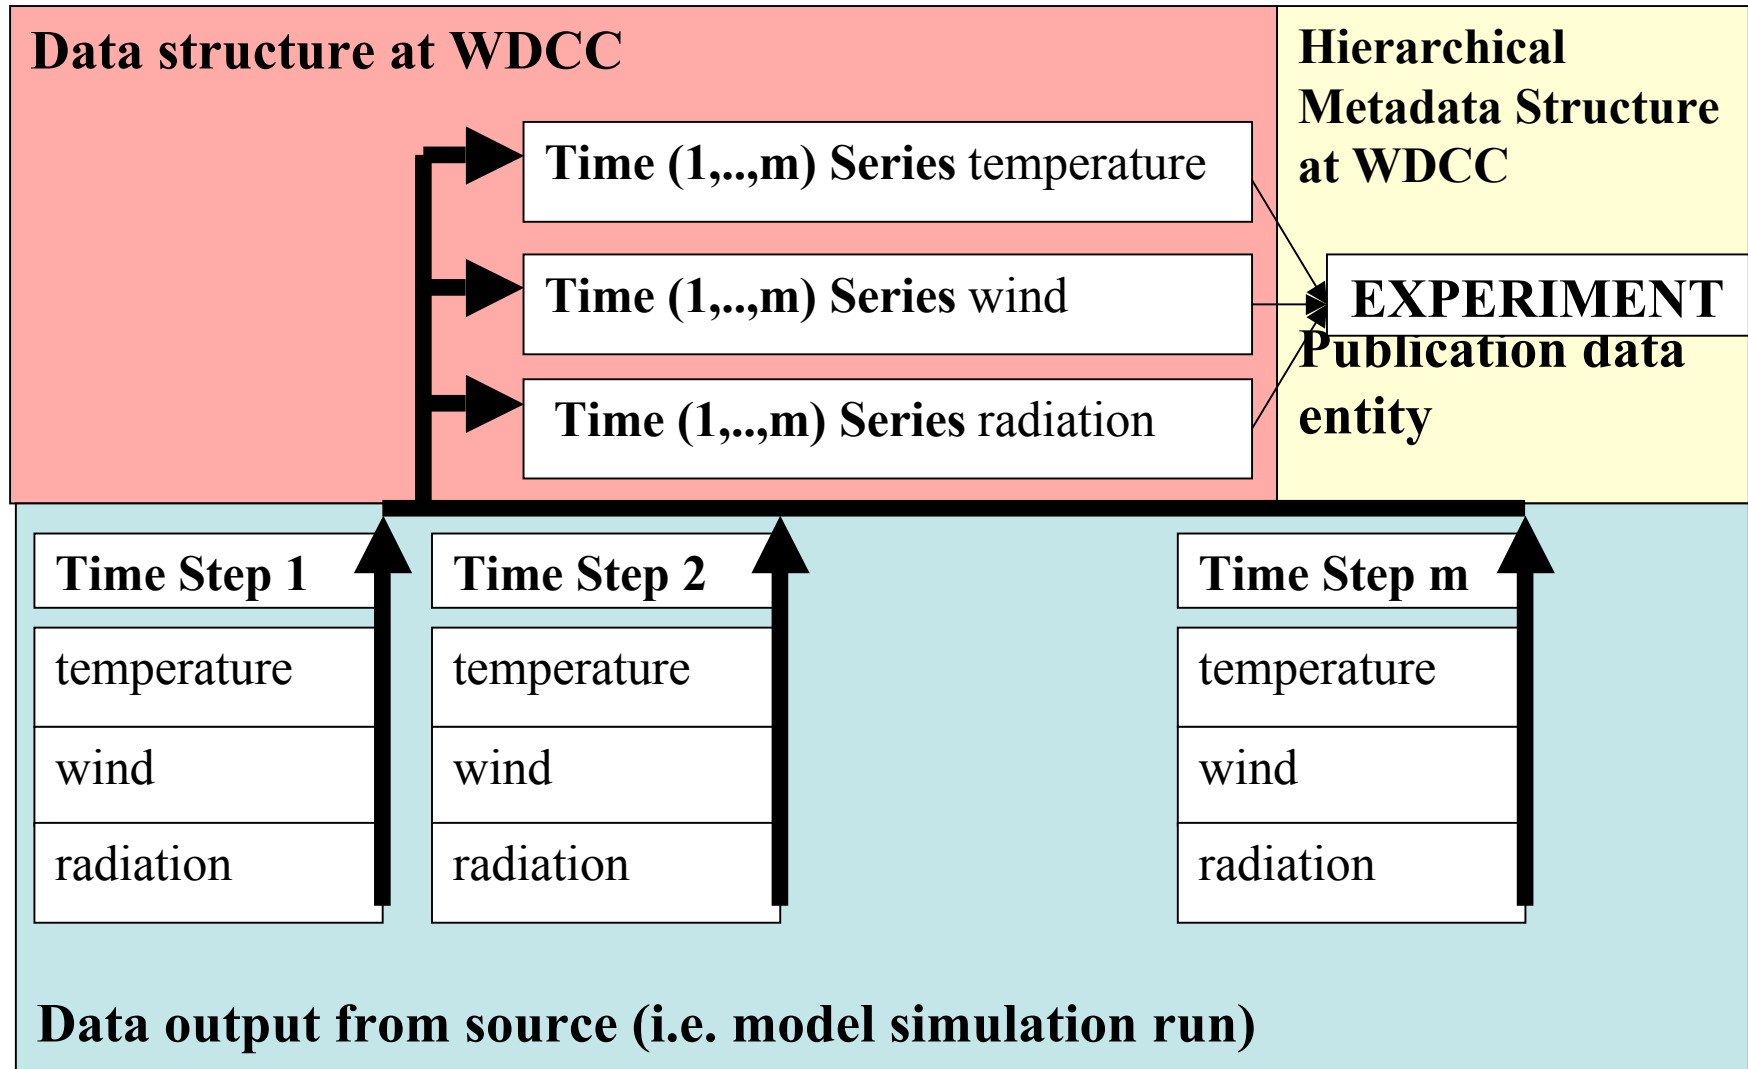 Data structure at WDCC
Time (1,..,m) Series temperature
Time (1,..,m) Series wind
Time (1,..,m) Series radiation
Hierarchical
Metadata Structure
at WDCC
EXPERIMENT
Publication data
entity
Time Step 1
temperature
wind
radiation
Time Step 2
temperature
wind
radiation
Time Step m
temperature
wind
radiation
Data output from source (i.e. model simulation run)